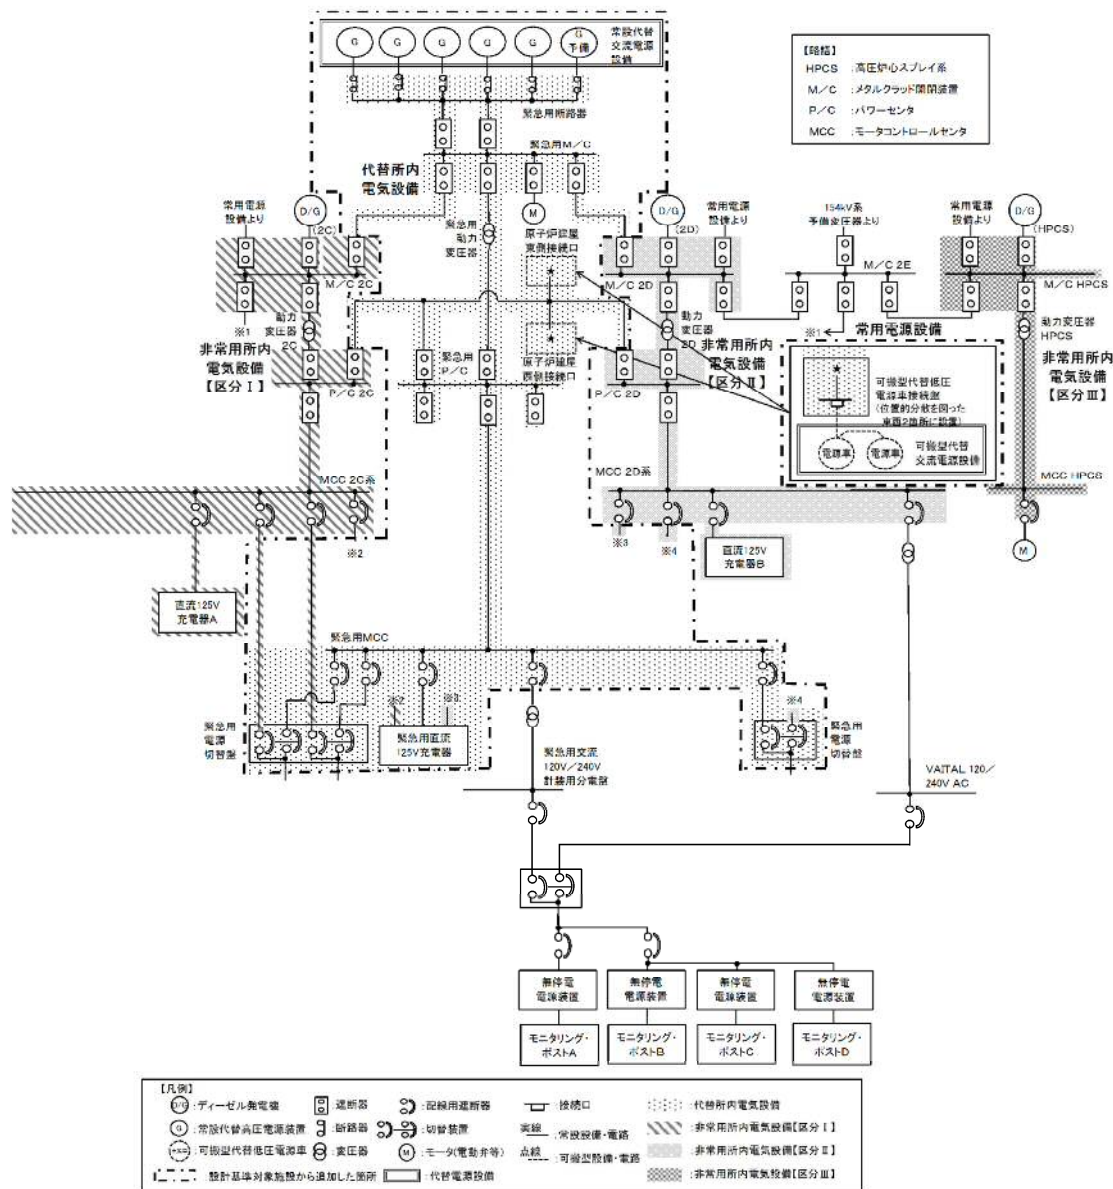 G
G
G
G
G
G
予備
常設代替
交流電源
設備
緊急用断路器
緊急用M/C
代替所内
電気設備
【略語】
HPCS :高圧炉心スプレイ系
M/C :メタルクラッド開閉装置
P/C :パワーセンタ
MCC :モータコントロールセンタ
常用電源
設備より
D/G
(2C)
緊急用
動力
変圧器
M
原子炉建屋
東側接続口
D/G
(2D)
常用電源
設備より
154kV系
予備変圧器より
常用電源
設備より
D/G
(HPCS)
M/C 2C
M/C 2D
M/C 2E
M/C HPCS
※1
動力
変圧器
2C
動力
変圧器
2D
※1
常用電源設備
動力変圧器
HPCS
非常用所内
電気設備
【区分Ⅰ】
緊急用
P/C
原子炉建屋
西側接続口
非常用所内
電気設備
【区分Ⅱ】
非常用所内
電気設備
【区分Ⅲ】
P/C 2C
P/C 2D
可搬型代替低圧
電源車接続盤
(位置的分散を図った
東西2箇所に設置)
電源車
電源車
可搬型代替
交流電源設備
MCC 2C系
MCC 2D系
MCC HPCS
※2
※3
※4
M
直流125V
充電器A
直流125V
充電器B
緊急用MCC
※2
※3
※4
緊急用
電源
切替盤
緊急用直流
125V充電器
緊急用
電源
切替盤
緊急用交流
120V/240V
計装用分電盤
VAITAL 120/
240V AC
無停電
電源装置
無停電
電源装置
無停電
電源装置
無停電
電源装置
モニタリング・
ポストA
モニタリング・
ポストB
モニタリング・
ポストC
モニタリング・
ポストD
【凡例】
D/G :ディーゼル発電機
:遮断器
:配線用遮断器
:接続口
:代替所内電気設備
G :常設代替高圧電源装置
:断路器
:切替装置
実線 :常設設備・電路
:非常用所内電気設備【区分Ⅰ】
:可搬型代替低圧電源車
:変圧器
M :モータ(電動弁等)
点線 :可搬型設備・電路
:非常用所内電気設備【区分Ⅱ】
:設計基準対象施設から追加した箇所
:代替電源設備
:非常用所内電気設備【区分Ⅲ】